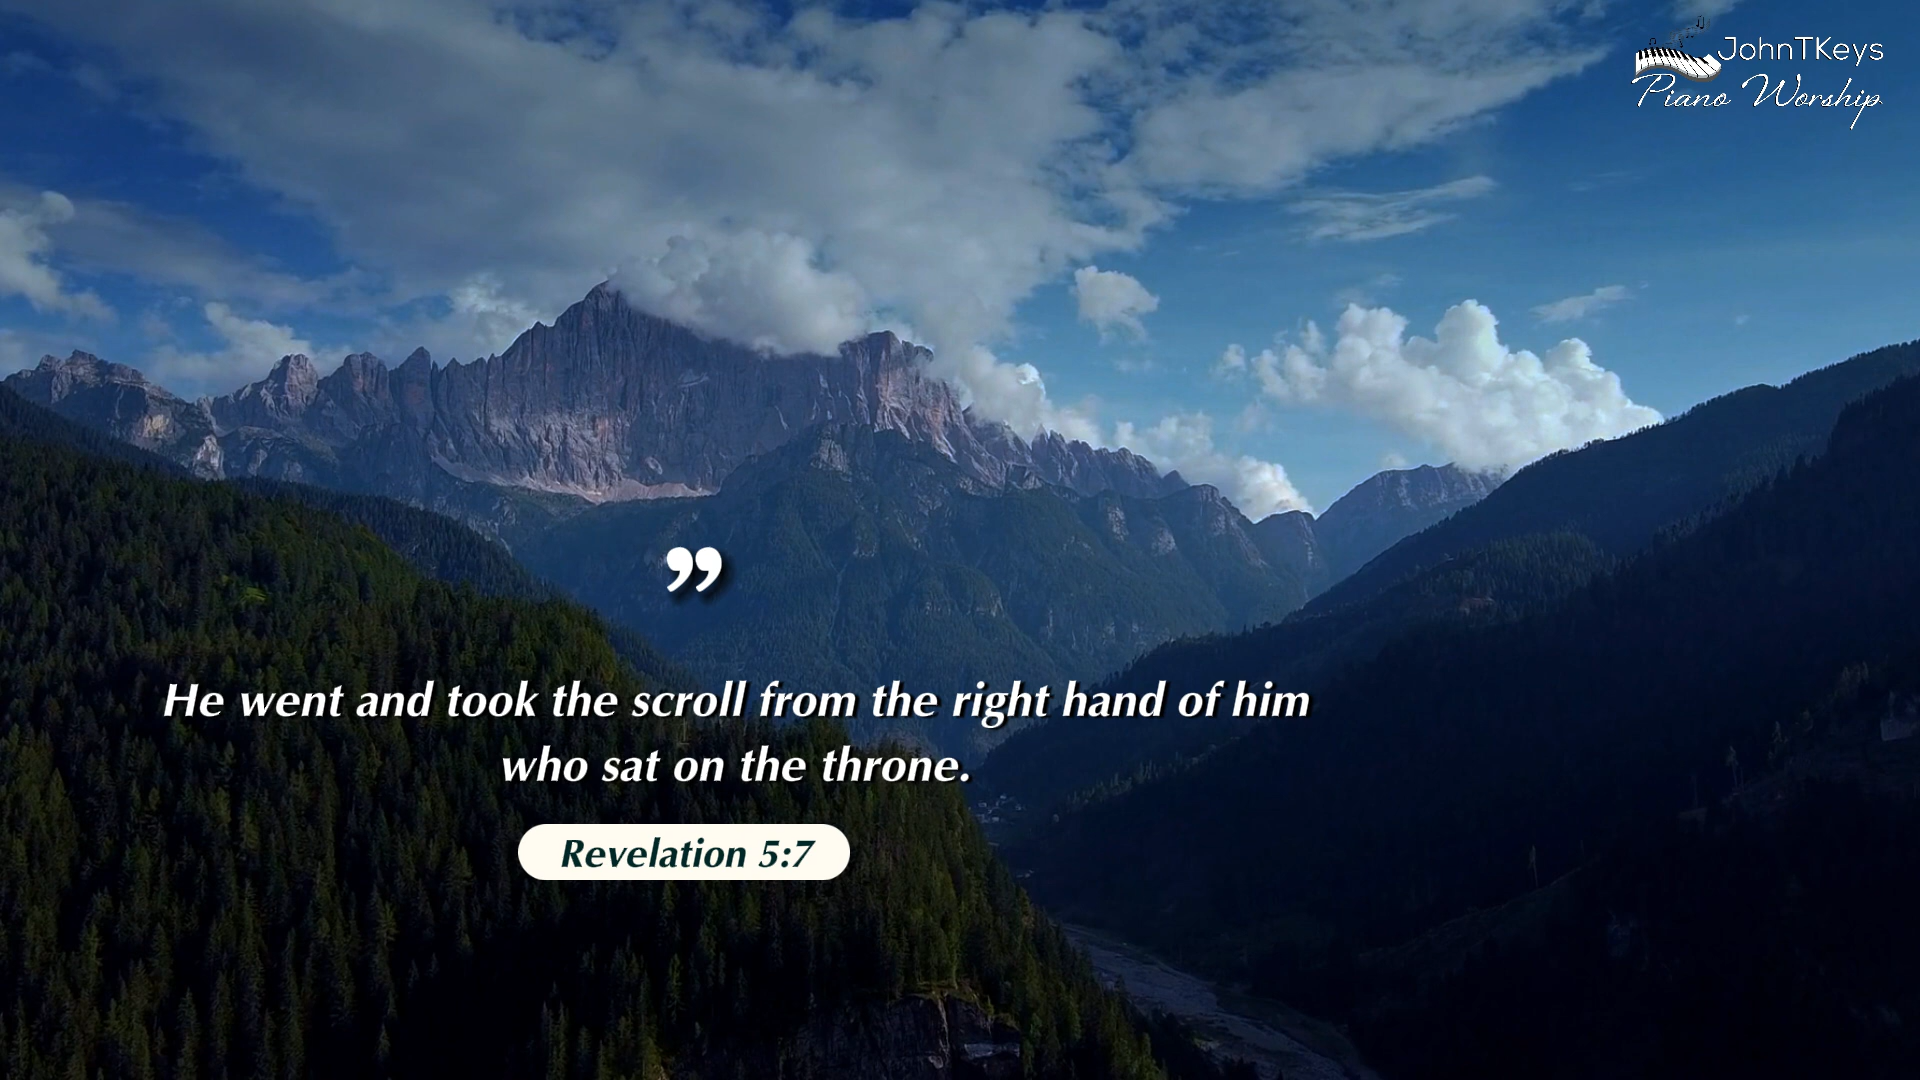 JohnTKeys
Piano Worship
”
He went and took the scroll from the right hand of him
who sat on the throne.
Revelation 5:7